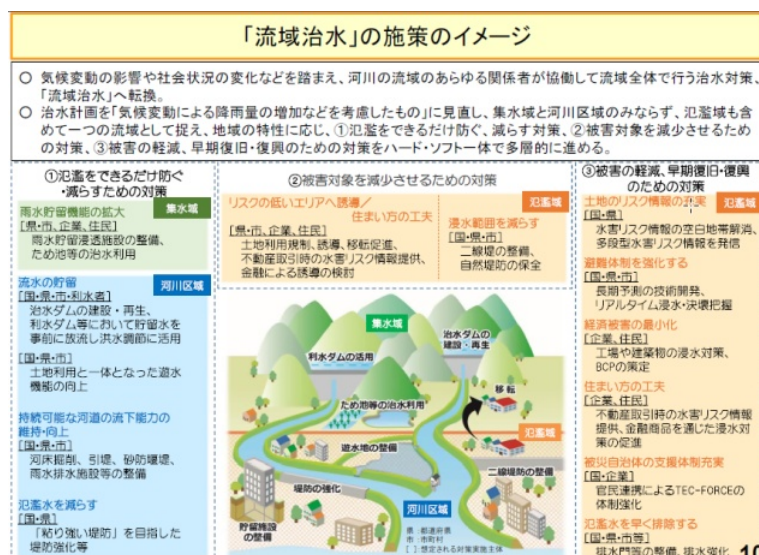 「流域治水」の施策のイメージ
○ 気候変動の影響や社会状況の変化などを踏まえ、河川の流域のあらゆる関係者が協働して流域全体で行う治水対策、
「流域治水」へ転換。
○ 治水計画を「気候変動による降雨量の増加などを考慮したもの」に見直し、集水域と河川区域のみならず、氾濫域も含
めて一つの流域として捉え、地域の特性に応じ、①氾濫をできるだけ防ぐ、減らす対策、②被害対象を減少させるため
の対策、③被害の軽減、早期復旧・復興のための対策をハード・ソフト一体で多層的に進める。
①氾濫をできるだけ防ぐ
・減らすための対策
集水域
雨水貯留機能の拡大
[県・市、企業、住民]
雨水貯留浸透施設の整備、
ため池等の治水利用
流水の貯留
河川区域
[国・県・市・利水者]
治水ダムの建設・再生、
利水ダム等において貯留水を
事前に放流し洪水調節に活用
[国・県・市]
土地利用と一体となった遊水
機能の向上
持続可能な河道の流下能力の
維持・向上
[国・県・市]
河床掘削、引堤、砂防堰堤、
雨水排水施設等の整備
氾濫水を減らす
[国・県]
「粘り強い堤防」を目指した
堤防強化等
②被害対象を減少させるための対策
リスクの低いエリアへ誘導／
住まい方の工夫
[県・市、企業、住民]
土地利用規制、誘導、移転促進、
不動産取引時の水害リスク情報提供、
金融による誘導の検討
氾濫域
浸水範囲を減らす
[国・県・市]
二線堤の整備、
自然堤防の保全
集水域
治水ダムの
建設・再生
利水ダムの活用
移転
ため池等の治水利用
氾濫域
遊水地の整備
二線堤防の整備
堤防の強化
河川区域
貯留施設
の整備
県：都道府県
市：市町村
[ ]：想定される対策実施主体
③被害の軽減、早期復旧・復興
のための対策
土地のリスク情報の充実
氾濫域
[国・県]
水害リスク情報の空白地帯解消、
多段型水害リスク情報を発信
避難体制を強化する
[国・県・市]
長期予測の技術開発、
リアルタイム浸水・決壊把握
経済被害の最小化
[企業、住民]
工場や建築物の浸水対策、
BCPの策定
住まい方の工夫
[企業、住民]
不動産取引時の水害リスク情報
提供、金融商品を通じた浸水対
策の促進
被災自治体の支援体制充実
[国・企業]
官民連携によるTEC-FORCEの
体制強化
氾濫水を早く排除する
[国・県・市等]
排水門等の整備、排水強化
10